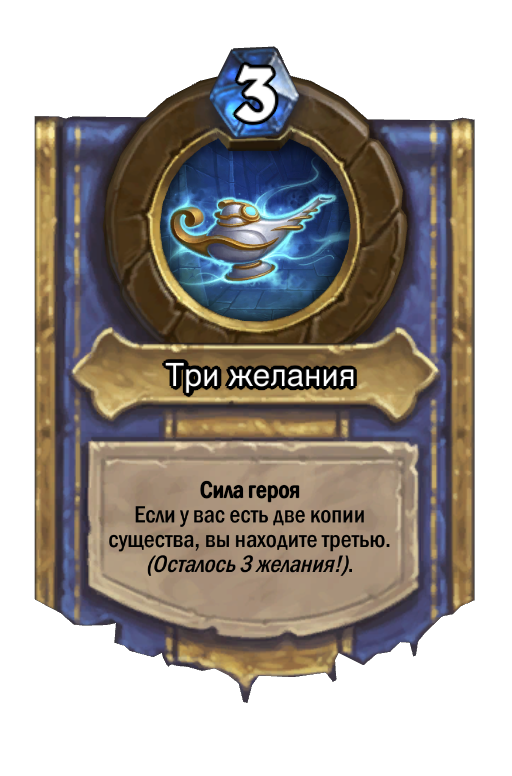 3
Три желания
Сила героя
Если у вас есть две копии
существа, вы находите третью.
(Осталось 3 желания!).